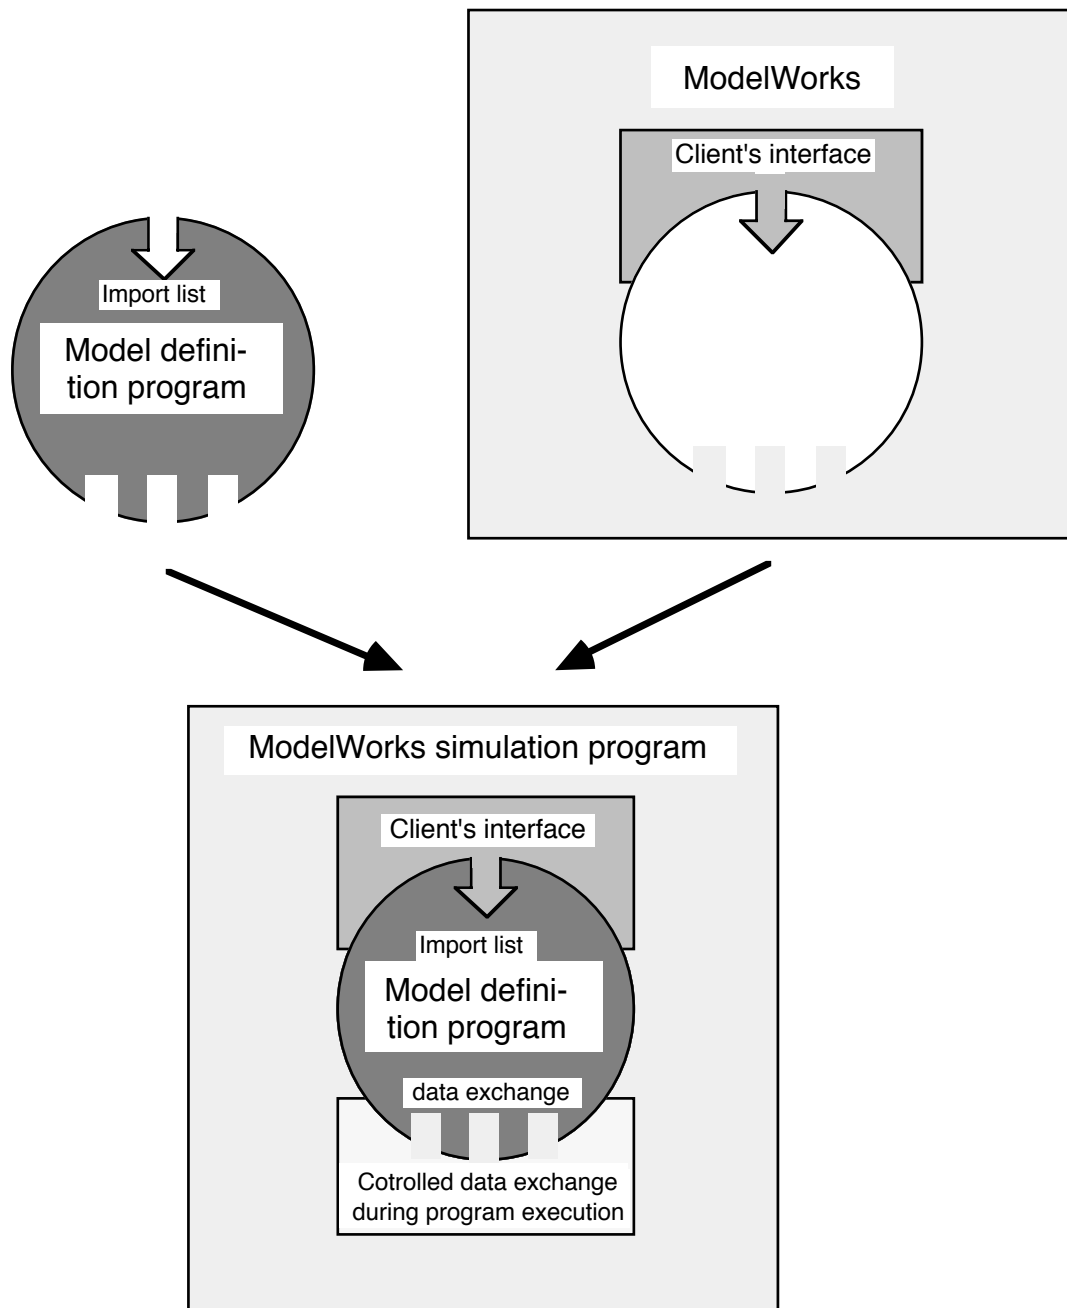 ModelWorks
Client's interface
Import list
Model defini-
tion program
ModelWorks simulation program
Client's interface
Import list
Model defini-
tion program
data exchange
Cotrolled data exchange
during program execution